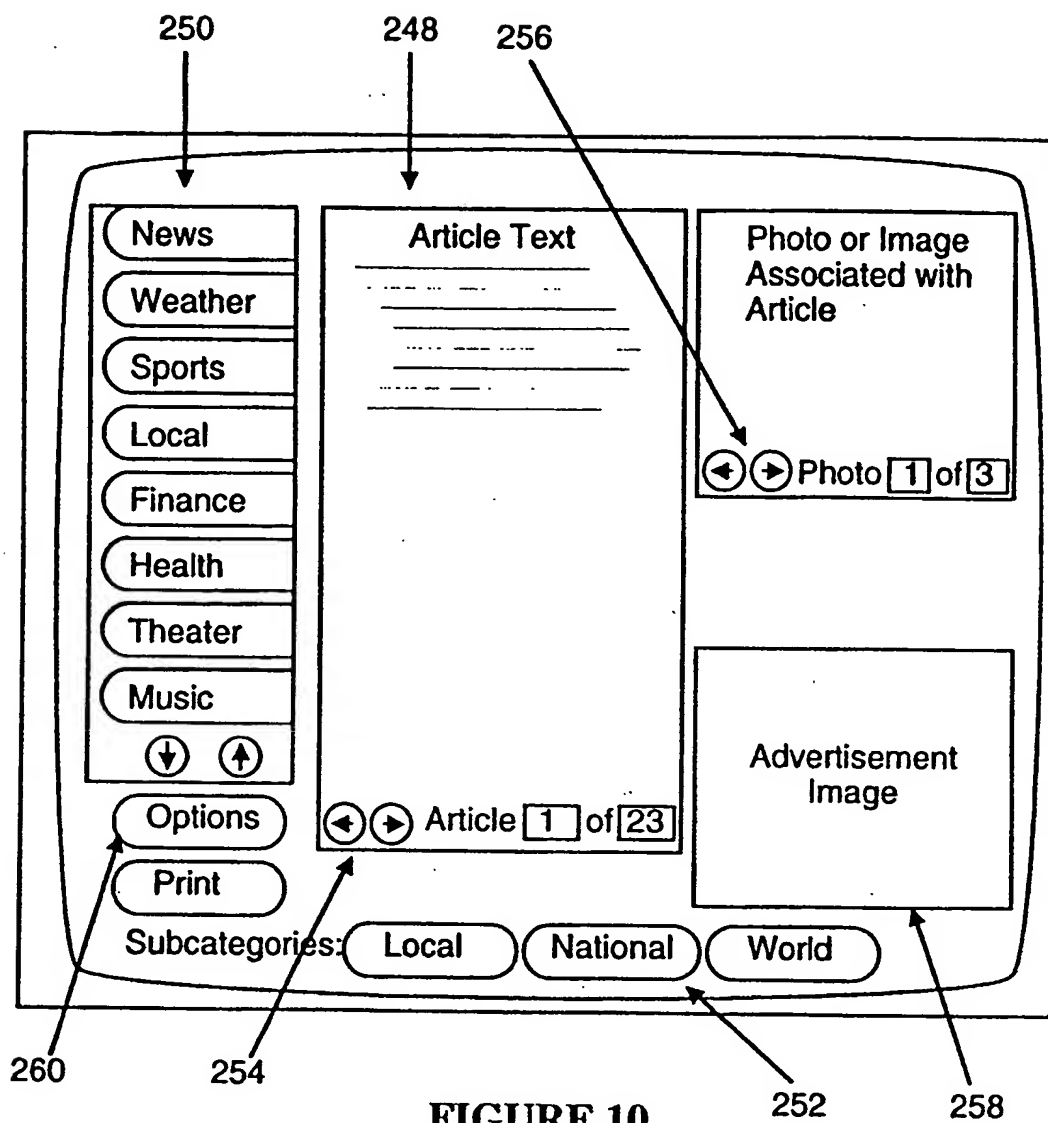 250
248
256
News
Weather
Sports
Local
Finance
Health
Theater
Music
Options
Print
Article Text
Article 1 of 23
Photo or Image
Associated with
Article
Photo 1 of 3
Advertisement
Image
Subcategories: Local National World
260
254
252
258
FIGURE 10